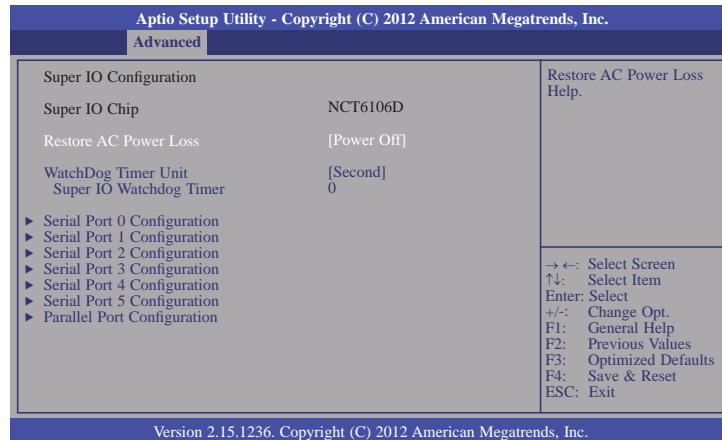 Aptio Setup Utility - Copyright (C) 2012 American Megatrends, Inc.
Advanced
Super IO Configuration
Super IO Chip NCT6106D
Restore AC Power Loss [Power Off]
WatchDog Timer Unit [Second]
Super IO Watchdog Timer 0
▶ Serial Port 0 Configuration
▶ Serial Port 1 Configuration
▶ Serial Port 2 Configuration
▶ Serial Port 3 Configuration
▶ Serial Port 4 Configuration
▶ Serial Port 5 Configuration
▶ Parallel Port Configuration
Restore AC Power Loss
Help.
→←: Select Screen
↑↓: Select Item
Enter: Select
+/-: Change Opt.
F1: General Help
F2: Previous Values
F3: Optimized Defaults
F4: Save & Reset
ESC: Exit
Version 2.15.1236. Copyright (C) 2012 American Megatrends, Inc.